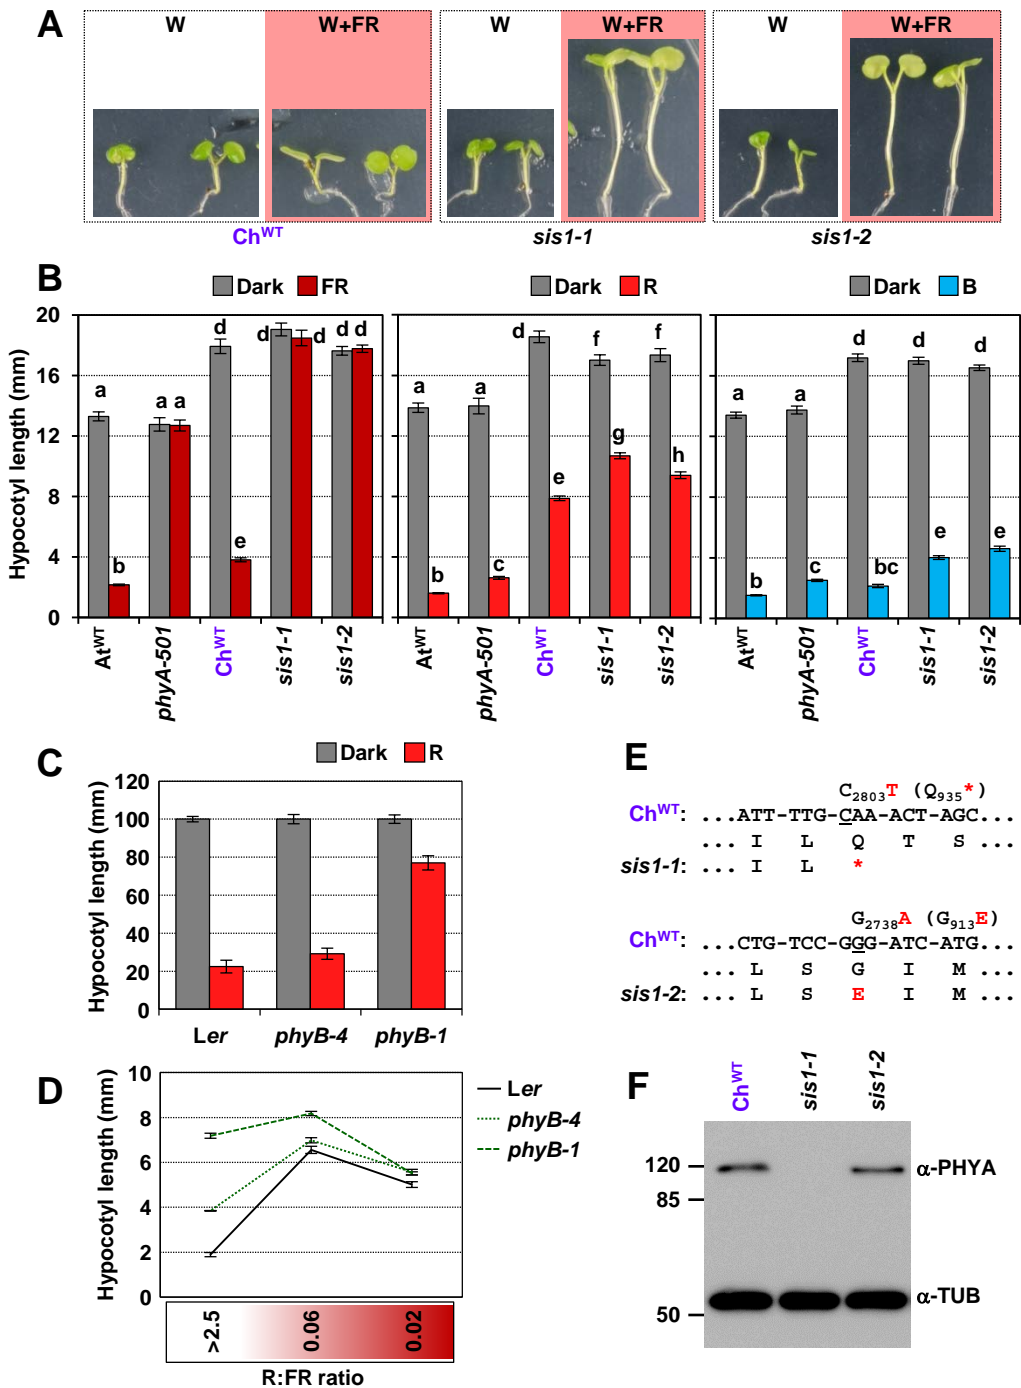 A
W W+FR W W+FR W W+FR
Ch^WT sis1-1 sis1-2
B
Dark FR Dark R Dark B
Hypocotyl length (mm)
20
16
12
8
4
0
a b a a d e d d d d
a b a c d e f g f h
a b a c d bc d e d e
At^WT phyA-501 Ch^WT sis1-1 sis1-2
At^WT phyA-501 Ch^WT sis1-1 sis1-2
At^WT phyA-501 Ch^WT sis1-1 sis1-2
C
Dark R
Hypocotyl length (mm)
120
100
80
60
40
20
0
Ler phyB-4 phyB-1
D
Hypocotyl length (mm)
10
8
6
4
2
0
Ler
phyB-4
phyB-1
>2.5 0.06 0.02
R:FR ratio
E
C2803T (Q935*)
Ch^WT: ...ATT-TTG-CAA-ACT-AGC...
... I L Q T S ...
sis1-1: ... I L *
G2738A (G913E)
Ch^WT: ...CTG-TCC-GGG-ATC-ATG...
... L S G I M ...
sis1-2: ... L S E I M ...
F
Ch^WT sis1-1 sis1-2
120 α-PHYA
85
50 α-TUB